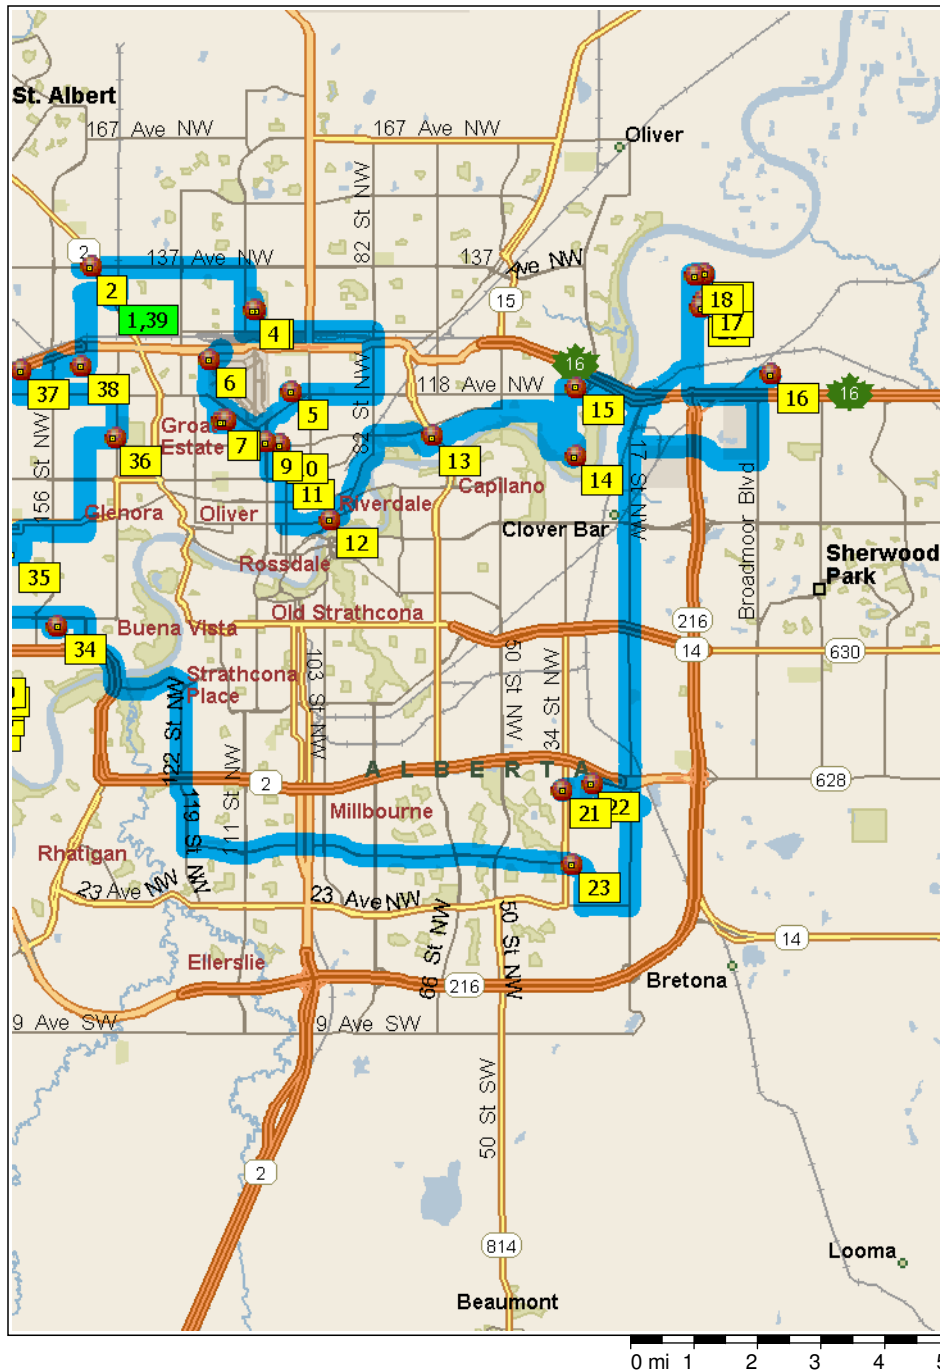 St. Albert
167 Ave NW
167 Ave NW
Oliver
82 St NW
2
137 Ave NW
137 Ave NW
2
1,39
15
4
18
17
16
6
118 Ave NW
37
38
5
15
16
16
Groa
Estate
7
82 St NW
9
0
36
13
14
17 St NW
156 St NW
11
Capilano
Riverdale
Glenora
Oliver
12
Clover Bar
Broadmoor Blvd
Sherwood
Park
35
Rossdale
Old Strathcona
Buena Vista
216
34
14
630
Strathcona
Place
103 St NW
50 St NW
34 St NW
122 St NW
A L B E R T A
2
628
111 St NW
Millbourne
21
22
119 St NW
Rhatigan
23
23 Ave NW
23 Ave NW
66 St NW
50 St NW
14
Ellerslie
216
Bretona
9 Ave SW
9 Ave SW
50 St SW
2
814
Looma
Beaumont
0 mi 1 2 3 4 5